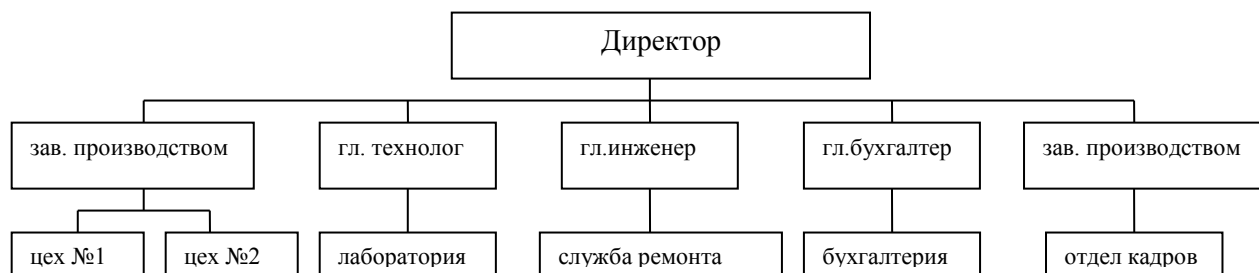 Директор
зав. производством
гл. технолог
гл.инженер
гл.бухгалтер
зав. производством
цех №1
цех №2
лаборатория
служба ремонта
бухгалтерия
отдел кадров